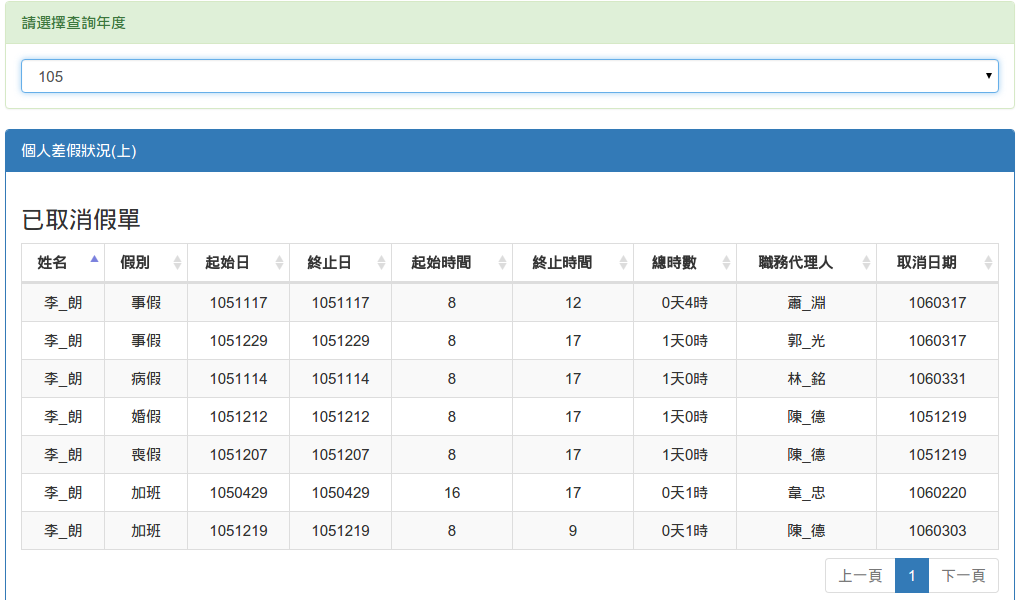 請選擇查詢年度
105
個人差假狀況(上)
已取消假單
姓名 假別 起始日 終止日 起始時間 終止時間 總時數 職務代理人 取消日期
李_朗 事假 1051117 1051117 8 12 0天4時 蕭_淵 1060317
李_朗 事假 1051229 1051229 8 17 1天0時 郭_光 1060317
李_朗 病假 1051114 1051114 8 17 1天0時 林_銘 1060331
李_朗 婚假 1051212 1051212 8 17 1天0時 陳_德 1051219
李_朗 喪假 1051207 1051207 8 17 1天0時 陳_德 1051219
李_朗 加班 1050429 1050429 16 17 0天1時 韋_忠 1060220
李_朗 加班 1051219 1051219 8 9 0天1時 陳_德 1060303
上一頁 1 下一頁